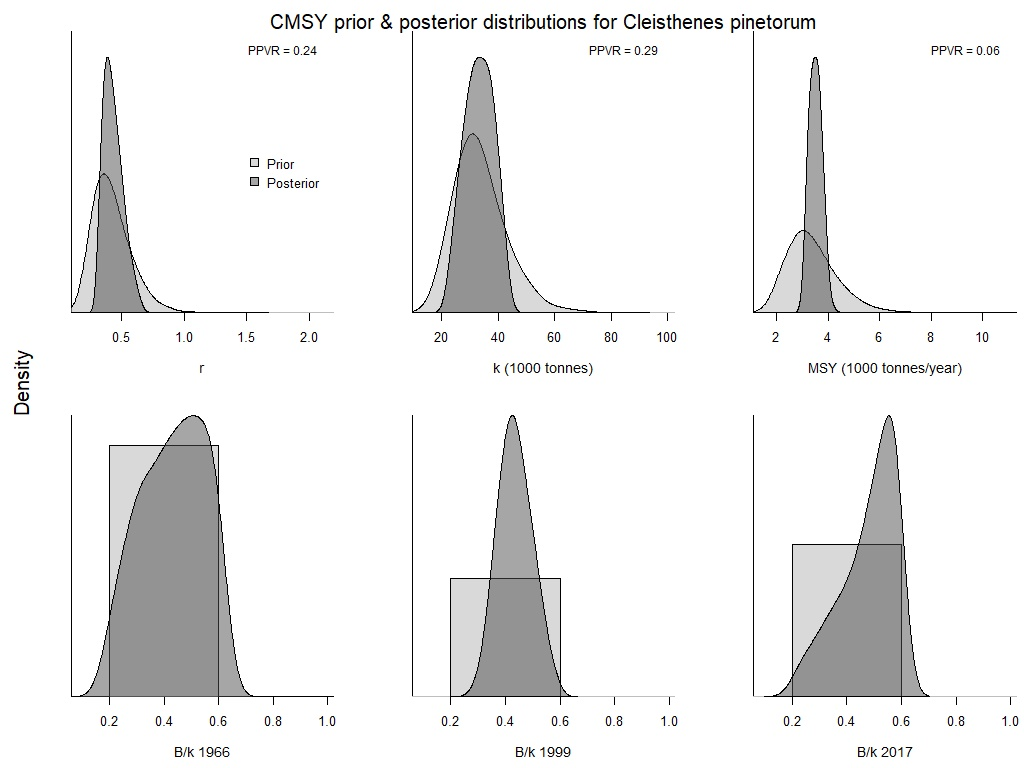 CMSY prior & posterior distributions for Cleisthenes pinetorum
PPVR = 0.24
PPVR = 0.29
PPVR = 0.06
Prior
Posterior
0.5 1.0 1.5 2.0
20 40 60 80 100
2 4 6 8 10
r
k (1000 tonnes)
MSY (1000 tonnes/year)
Density
0.2 0.4 0.6 0.8 1.0
0.2 0.4 0.6 0.8 1.0
0.2 0.4 0.6 0.8 1.0
B/k 1966
B/k 1999
B/k 2017